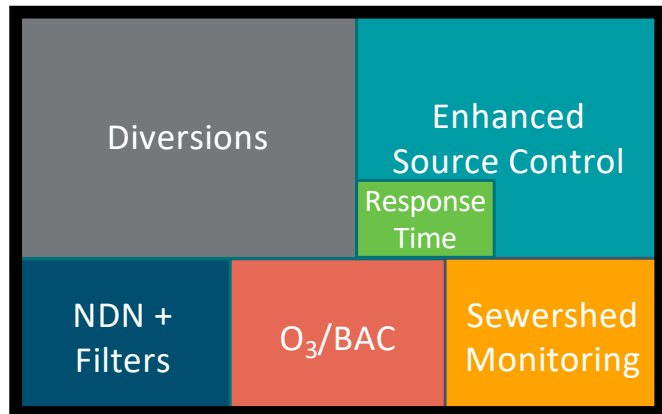 Diversions
Enhanced
Source Control
Response
Time
NDN +
Filters
O₃/BAC
Sewershed
Monitoring